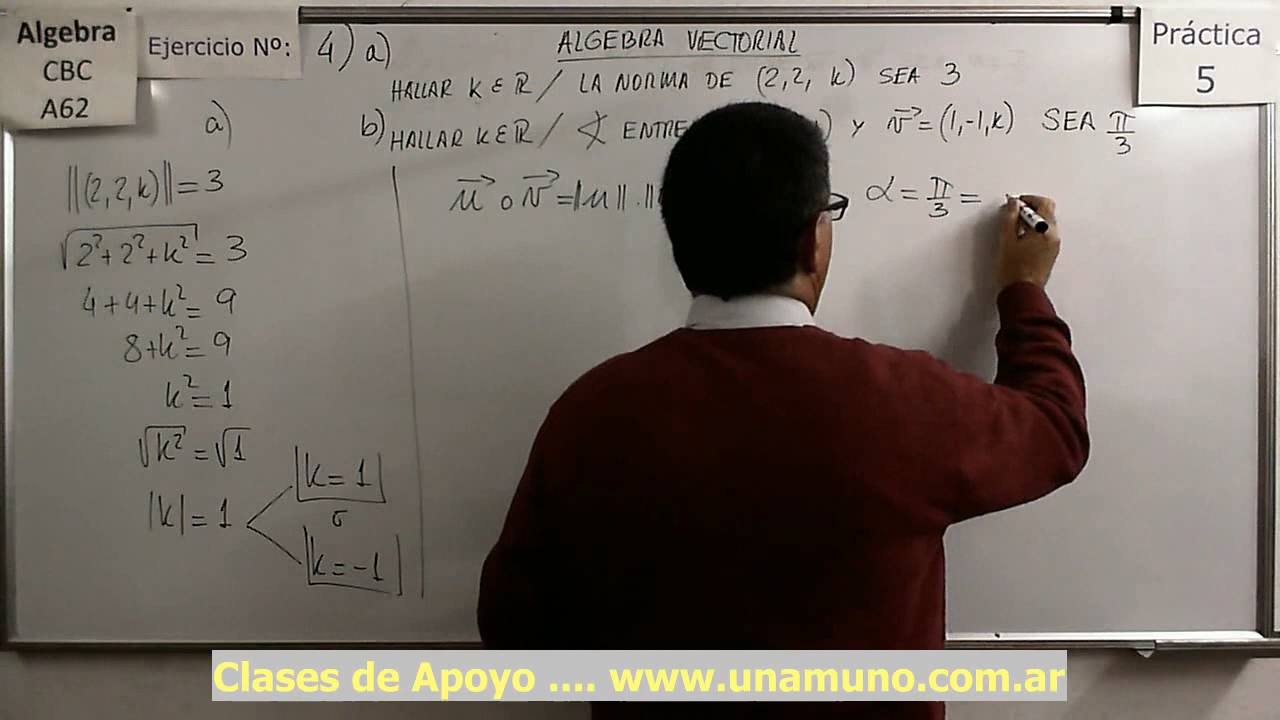 Algebra
CBC
A62
Ejercicio Nº:
4) a)
ALGEBRA VECTORIAL
Práctica
5
HALLAR K ∈ ℝ / LA NORMA DE (2,2, k) SEA 3
b) HALLAR K ∈ ℝ / ∢ ENTRE ) y v⃗ = (1,-1,k) SEA π/3
a)
||(2,2,k)|| = 3
√(2²+2²+k²) = 3
4+4+k² = 9
8+k² = 9
k² = 1
√k² = √1
|k| = 1
k = 1
o
k = -1
u⃗ o v⃗ = ||u||.||
α = π/3 =
Clases de Apoyo .... www.unamuno.com.ar